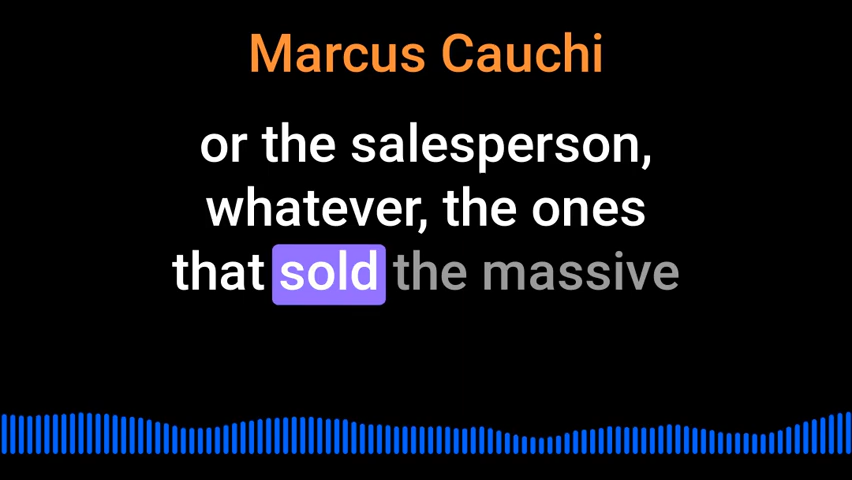 Marcus Cauchi
or the salesperson,
whatever, the ones
that sold the massive